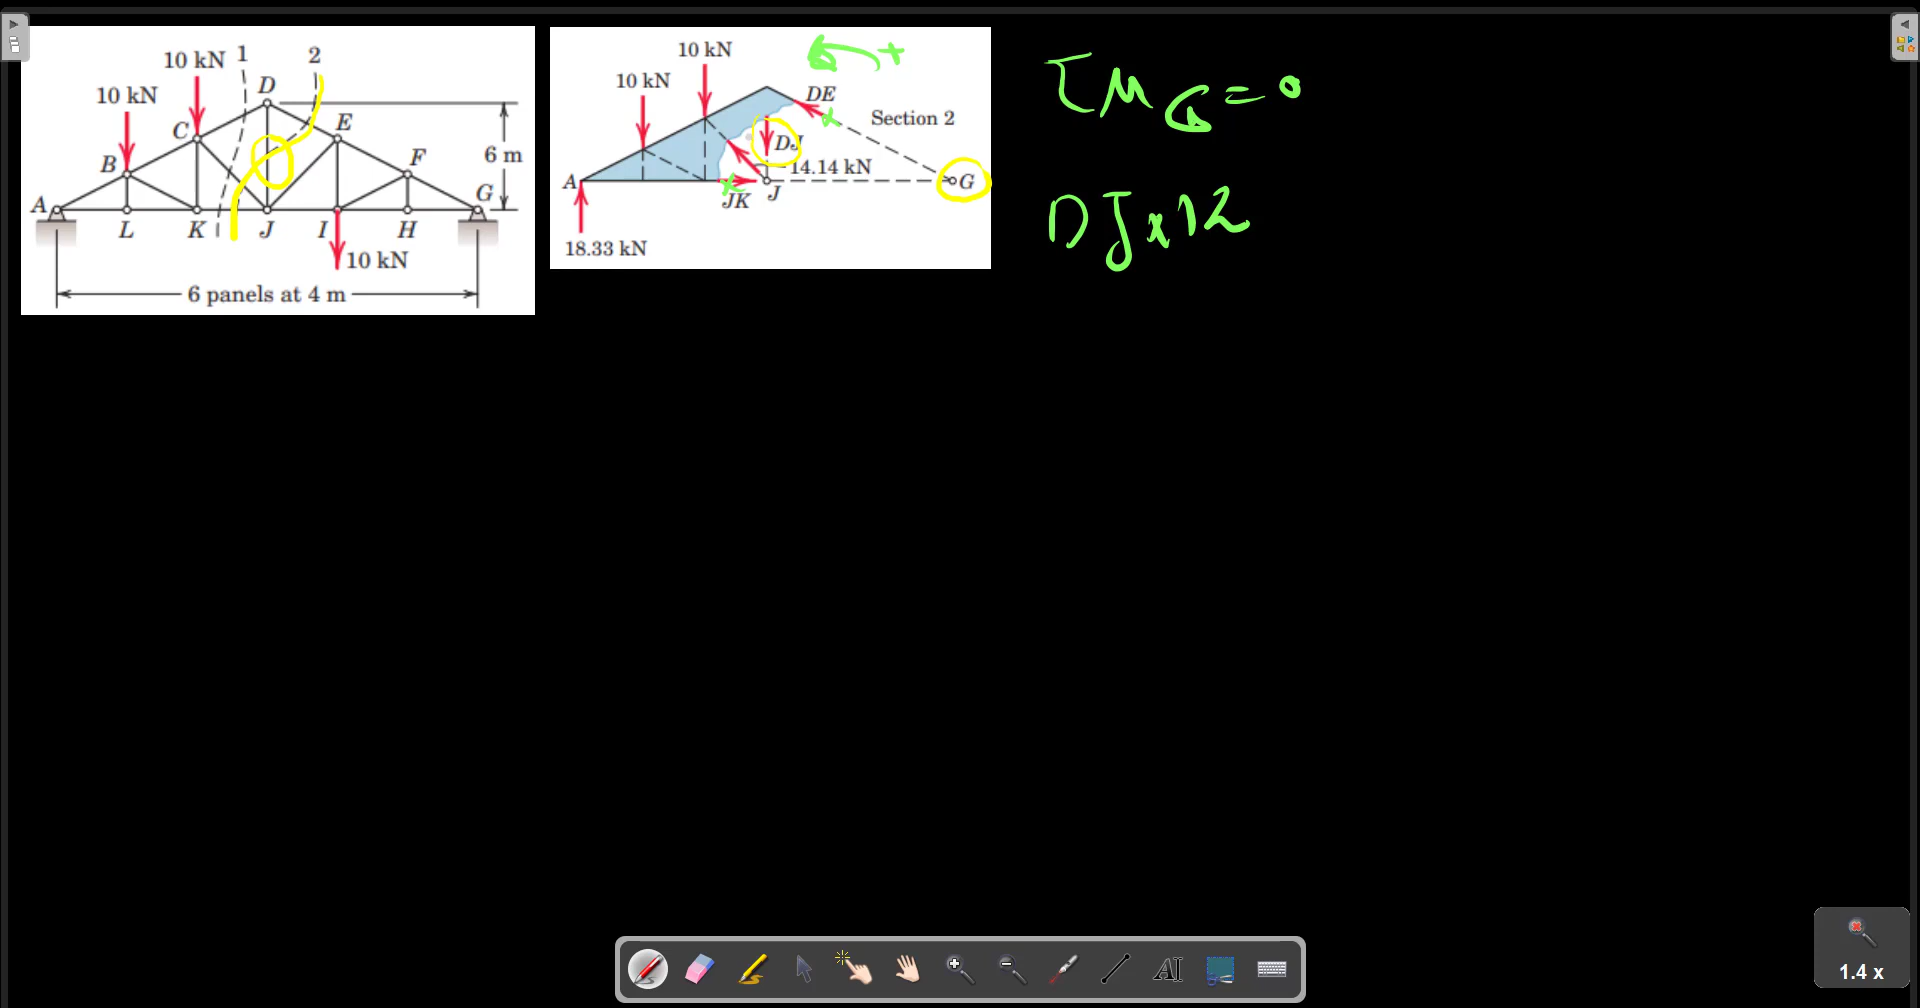 10 kN 1 2
10 kN D
C E
B F 6 m
A G
L K J I H
10 kN
6 panels at 4 m
10 kN +
10 kN DE
Section 2
DJ
14.14 kN
A JK J G
18.33 kN
ΣM_G = 0
DJ x 12
AI
1.4 x